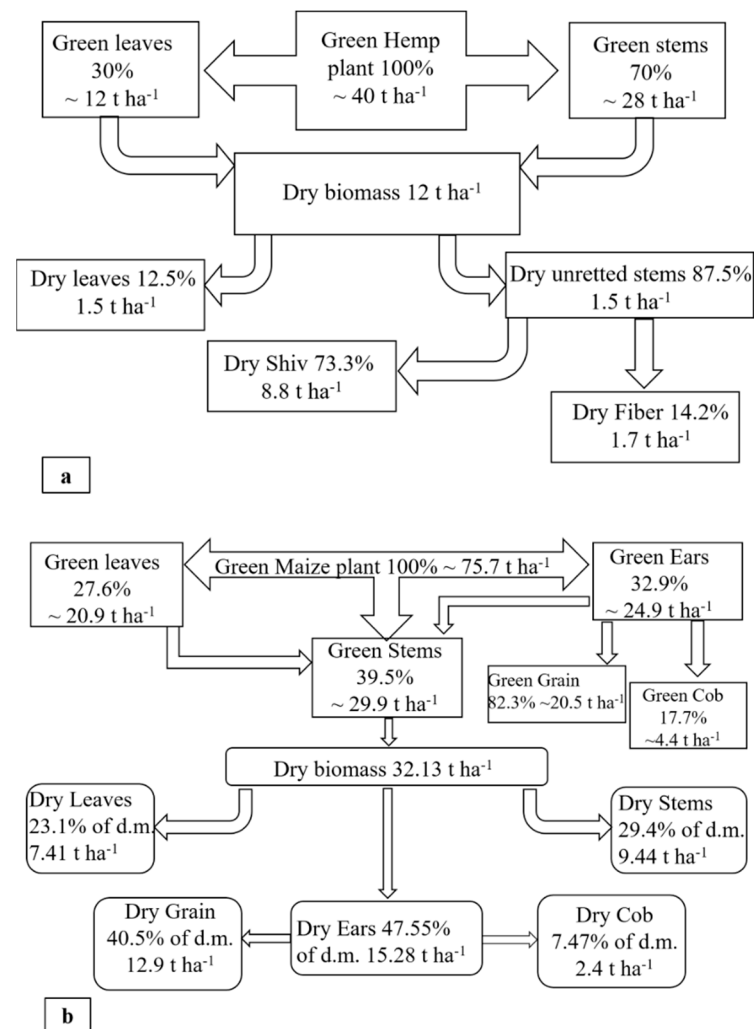 Green leaves
30%
~ 12 t ha⁻¹
Green Hemp
plant 100%
~ 40 t ha⁻¹
Green stems
70%
~ 28 t ha⁻¹
Dry biomass 12 t ha⁻¹
Dry leaves 12.5%
1.5 t ha⁻¹
Dry unretted stems 87.5%
1.5 t ha⁻¹
Dry Shiv 73.3%
8.8 t ha⁻¹
Dry Fiber 14.2%
1.7 t ha⁻¹
a
Green leaves
27.6%
~ 20.9 t ha⁻¹
Green Maize plant 100% ~ 75.7 t ha⁻¹
Green Ears
32.9%
~ 24.9 t ha⁻¹
Green Stems
39.5%
~ 29.9 t ha⁻¹
Green Grain
82.3% ~20.5 t ha⁻¹
Green Cob
17.7%
~4.4 t ha⁻¹
Dry biomass 32.13 t ha⁻¹
Dry Leaves
23.1% of d.m.
7.41 t ha⁻¹
Dry Stems
29.4% of d.m.
9.44 t ha⁻¹
Dry Grain
40.5% of d.m.
12.9 t ha⁻¹
Dry Ears 47.55%
of d.m. 15.28 t ha⁻¹
Dry Cob
7.47% of d.m.
2.4 t ha⁻¹
b